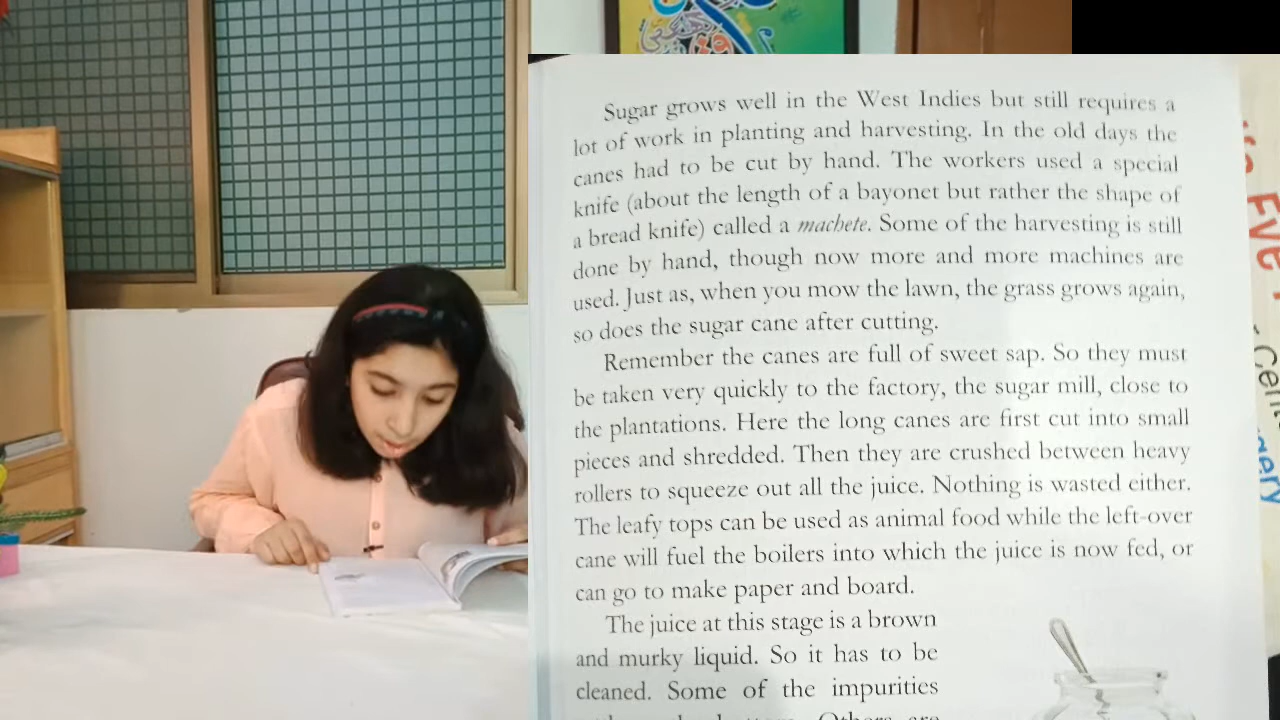 Sugar grows well in the West Indies but still requires a
lot of work in planting and harvesting. In the old days the
canes had to be cut by hand. The workers used a special
knife (about the length of a bayonet but rather the shape of
a bread knife) called a machete. Some of the harvesting is still
done by hand, though now more and more machines are
used. Just as, when you mow the lawn, the grass grows again,
so does the sugar cane after cutting.
Remember the canes are full of sweet sap. So they must
be taken very quickly to the factory, the sugar mill, close to
the plantations. Here the long canes are first cut into small
pieces and shredded. Then they are crushed between heavy
rollers to squeeze out all the juice. Nothing is wasted either.
The leafy tops can be used as animal food while the left-over
cane will fuel the boilers into which the juice is now fed, or
can go to make paper and board.
The juice at this stage is a brown
and murky liquid. So it has to be
cleaned. Some of the impurities